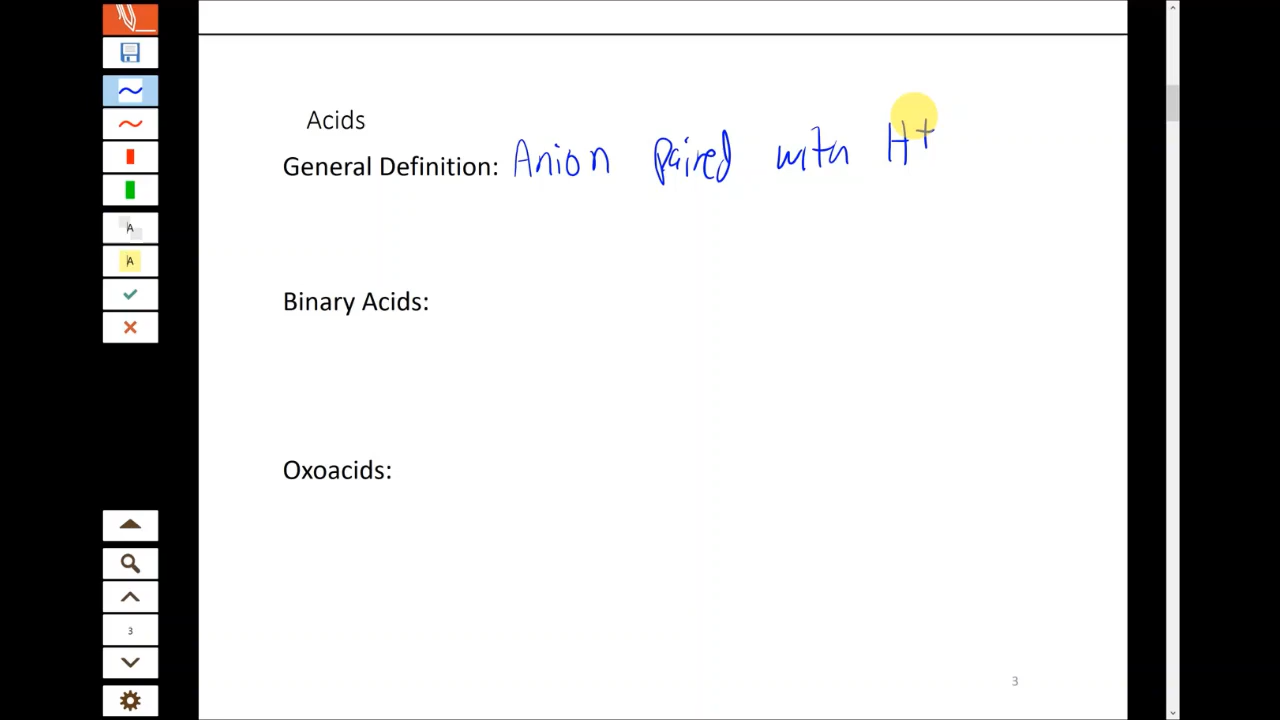 Acids
General Definition: Anion paired with H+
Binary Acids:
Oxoacids:
A
A
3
3